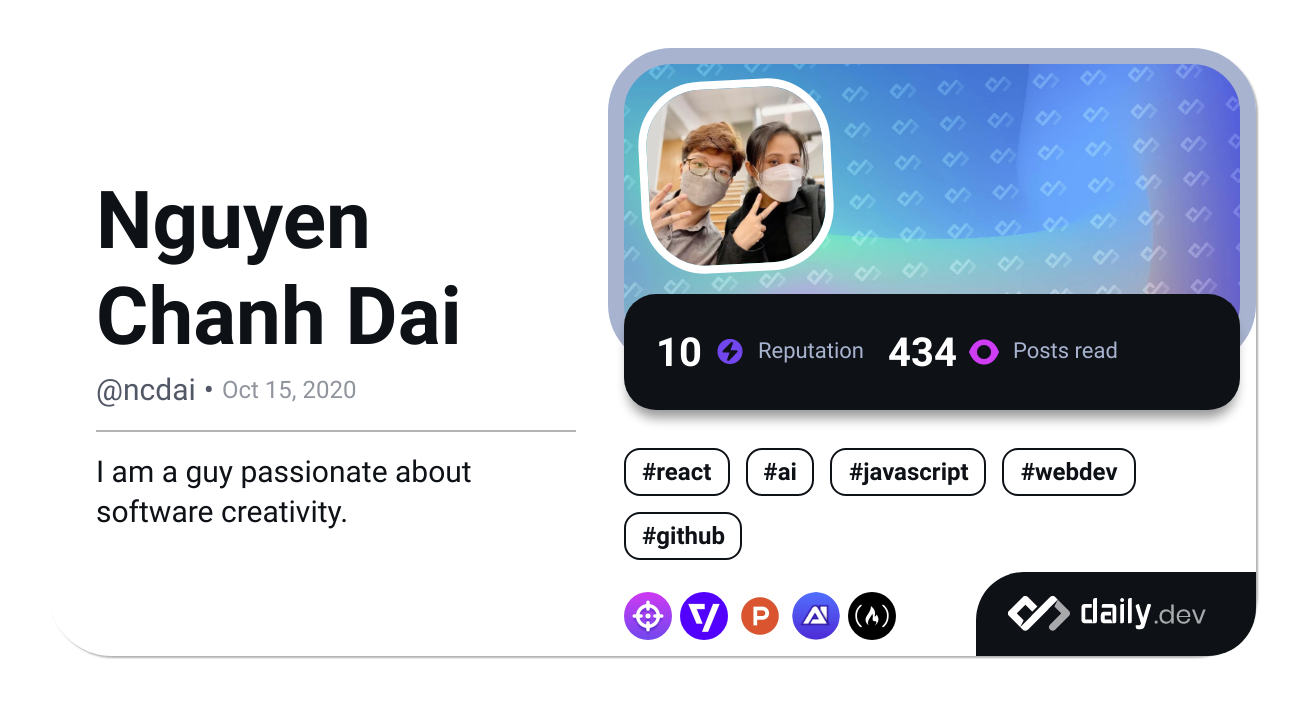 Nguyen
Chanh Dai
@ncdai • Oct 15, 2020
I am a guy passionate about
software creativity.
10 Reputation 434 Posts read
#react #ai #javascript #webdev
#github
P
daily.dev